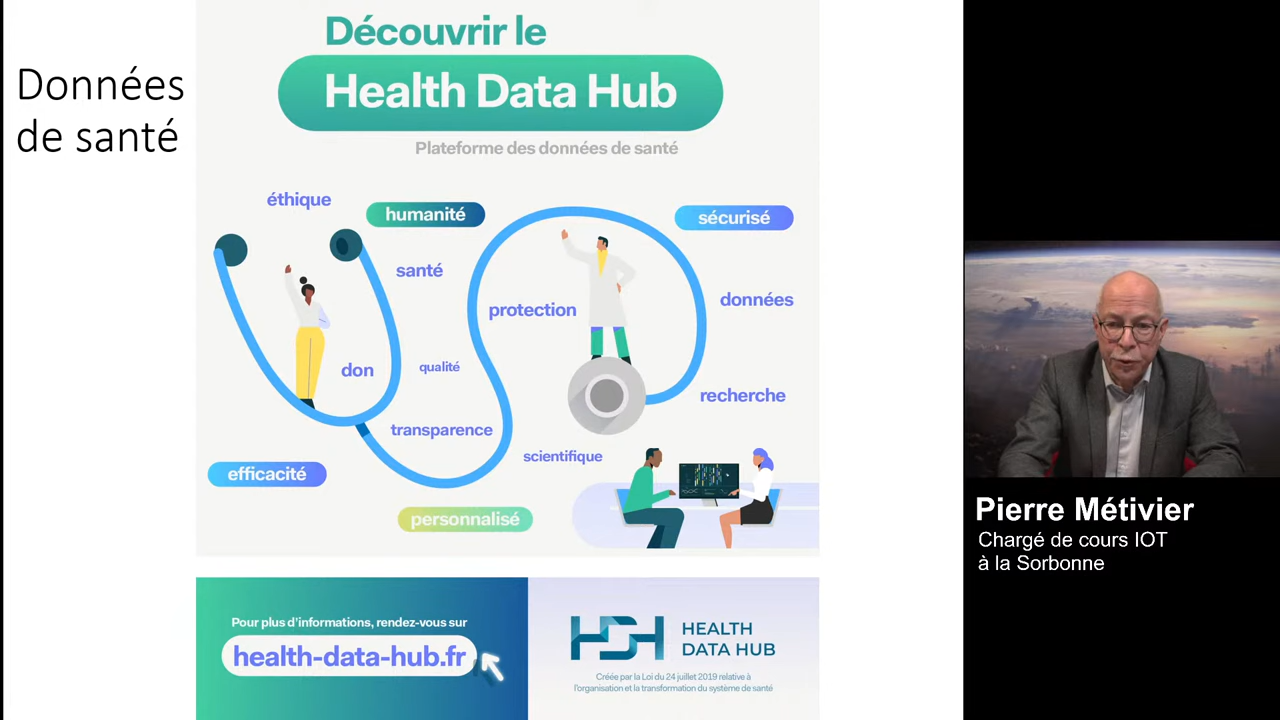 Données
de santé
Découvrir le
Health Data Hub
Plateforme des données de santé
éthique
humanité
sécurisé
santé
données
protection
don
qualité
recherche
transparence
scientifique
efficacité
personnalisé
Pour plus d'informations, rendez-vous sur
health-data-hub.fr
HDH
HEALTH
DATA HUB
Créée par la Loi du 24 juillet 2019 relative à
l'organisation et la transformation du système de santé
Pierre Métivier
Chargé de cours IOT
à la Sorbonne